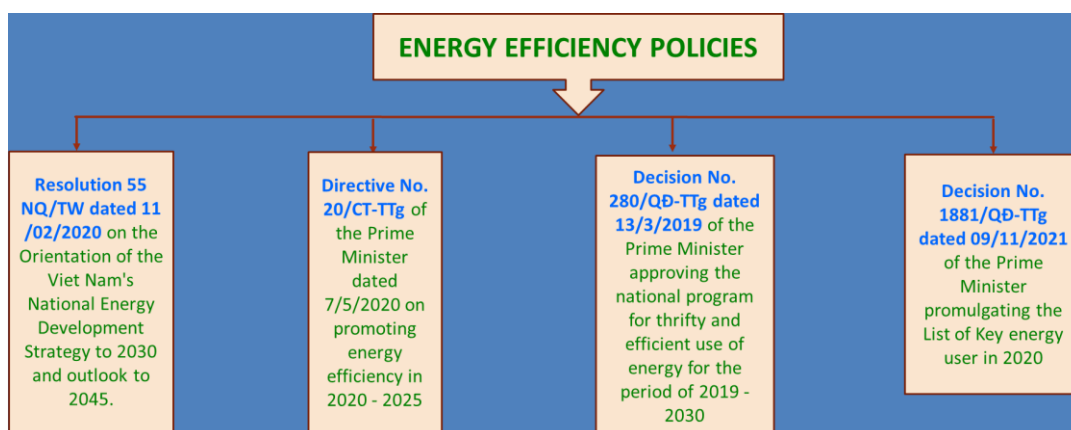 ENERGY EFFICIENCY POLICIES
Resolution 55
NQ/TW dated 11
/02/2020 on the
Orientation of the
Viet Nam's
National Energy
Development
Strategy to 2030
and outlook to
2045.
Directive No.
20/CT-TTg of
the Prime
Minister
dated
7/5/2020 on
promoting
energy
efficiency in
2020 - 2025
Decision No.
280/QĐ-TTg dated
13/3/2019 of the
Prime Minister
approving the
national program
for thrifty and
efficient use of
energy for the
period of 2019 -
2030
Decision No.
1881/QĐ-TTg
dated 09/11/2021
of the Prime
Minister
promulgating the
List of Key energy
user in 2020